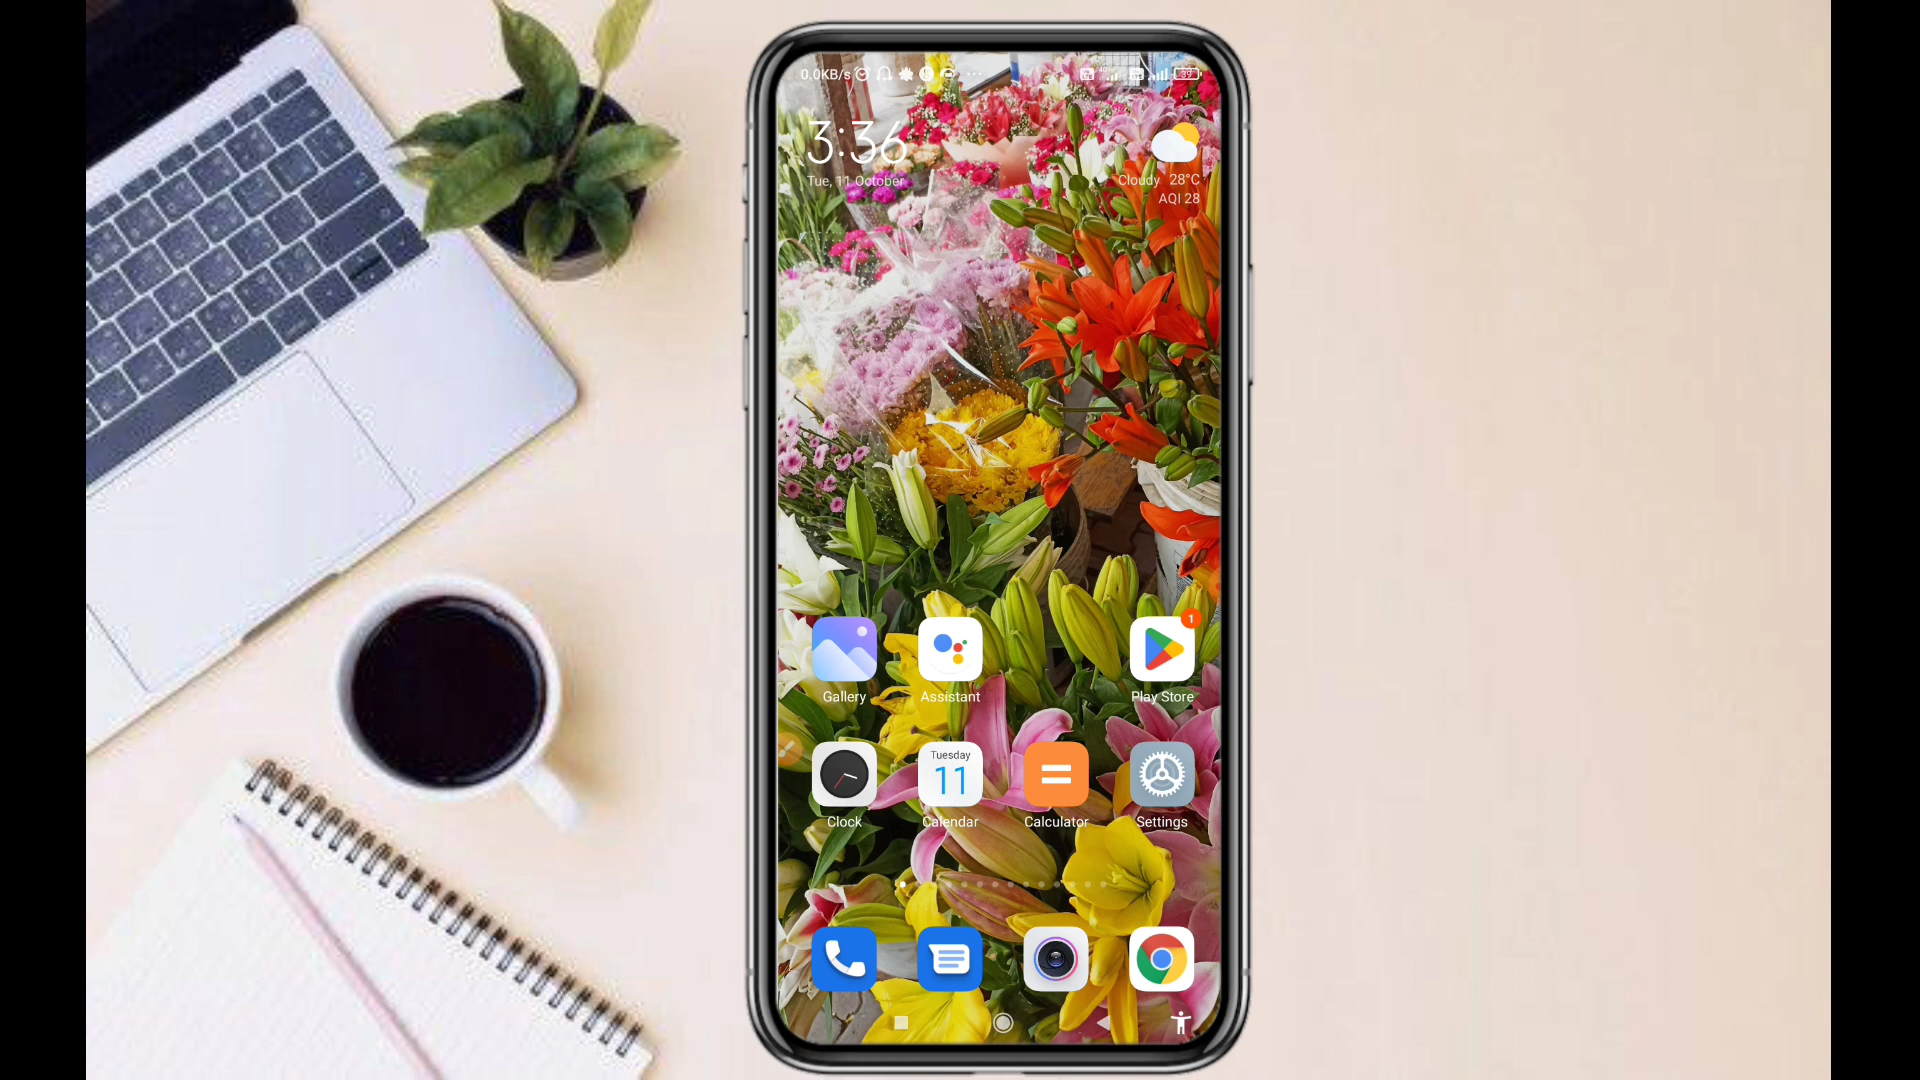 0.0KB/s
39
3:36
Tue, 11 October
Cloudy 28°C
AQI 28
1
Gallery
Assistant
Play Store
Tuesday
11
Clock
Calendar
Calculator
Settings